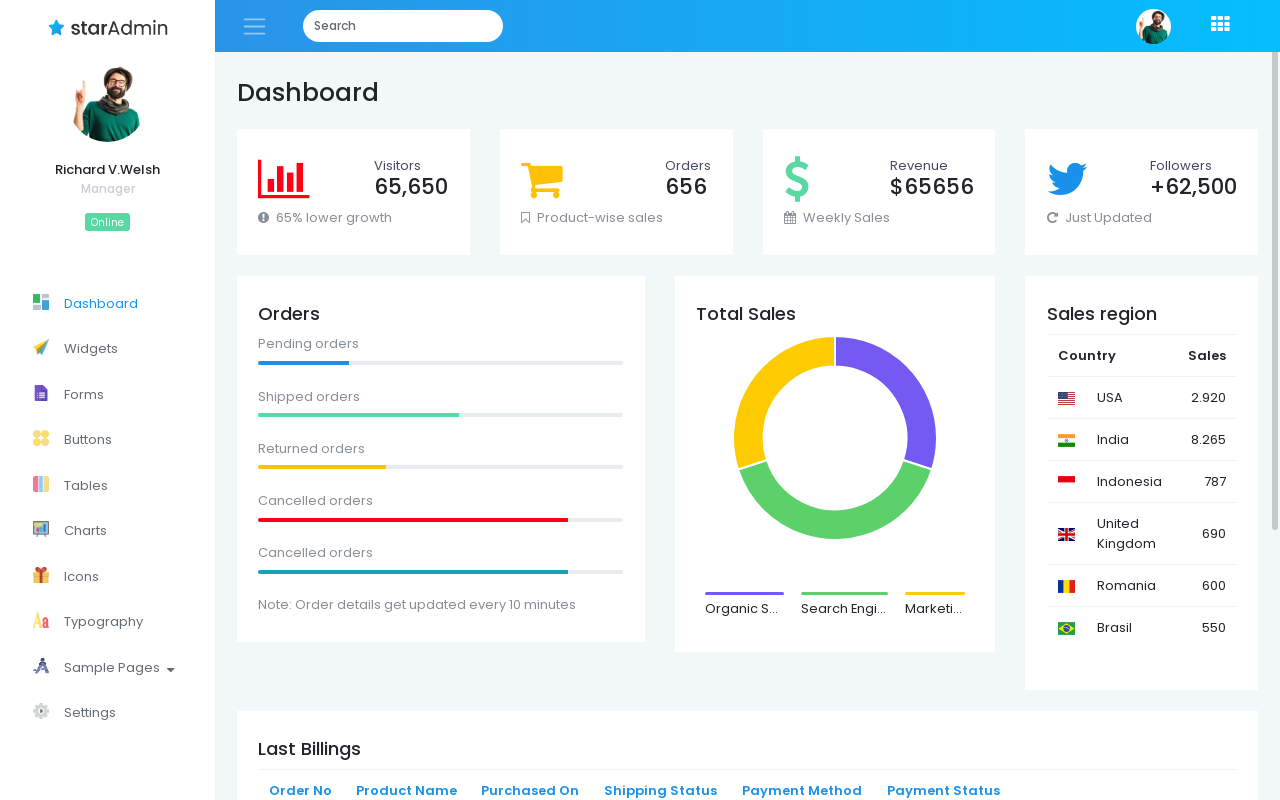 starAdmin
Search
Richard V.Welsh
Manager
Online
Dashboard
Widgets
Forms
Buttons
Tables
Charts
Icons
Aa
Typography
Sample Pages
Settings
Dashboard
Visitors
65,650
65% lower growth
Orders
656
Product-wise sales
Revenue
$65656
Weekly Sales
Followers
+62,500
Just Updated
Orders
Pending orders
Shipped orders
Returned orders
Cancelled orders
Cancelled orders
Note: Order details get updated every 10 minutes
Total Sales
Organic S...
Search Engi...
Marketi...
Sales region
Country Sales
USA 2.920
India 8.265
Indonesia 787
United
Kingdom 690
Romania 600
Brasil 550
Last Billings
Order No Product Name Purchased On Shipping Status Payment Method Payment Status